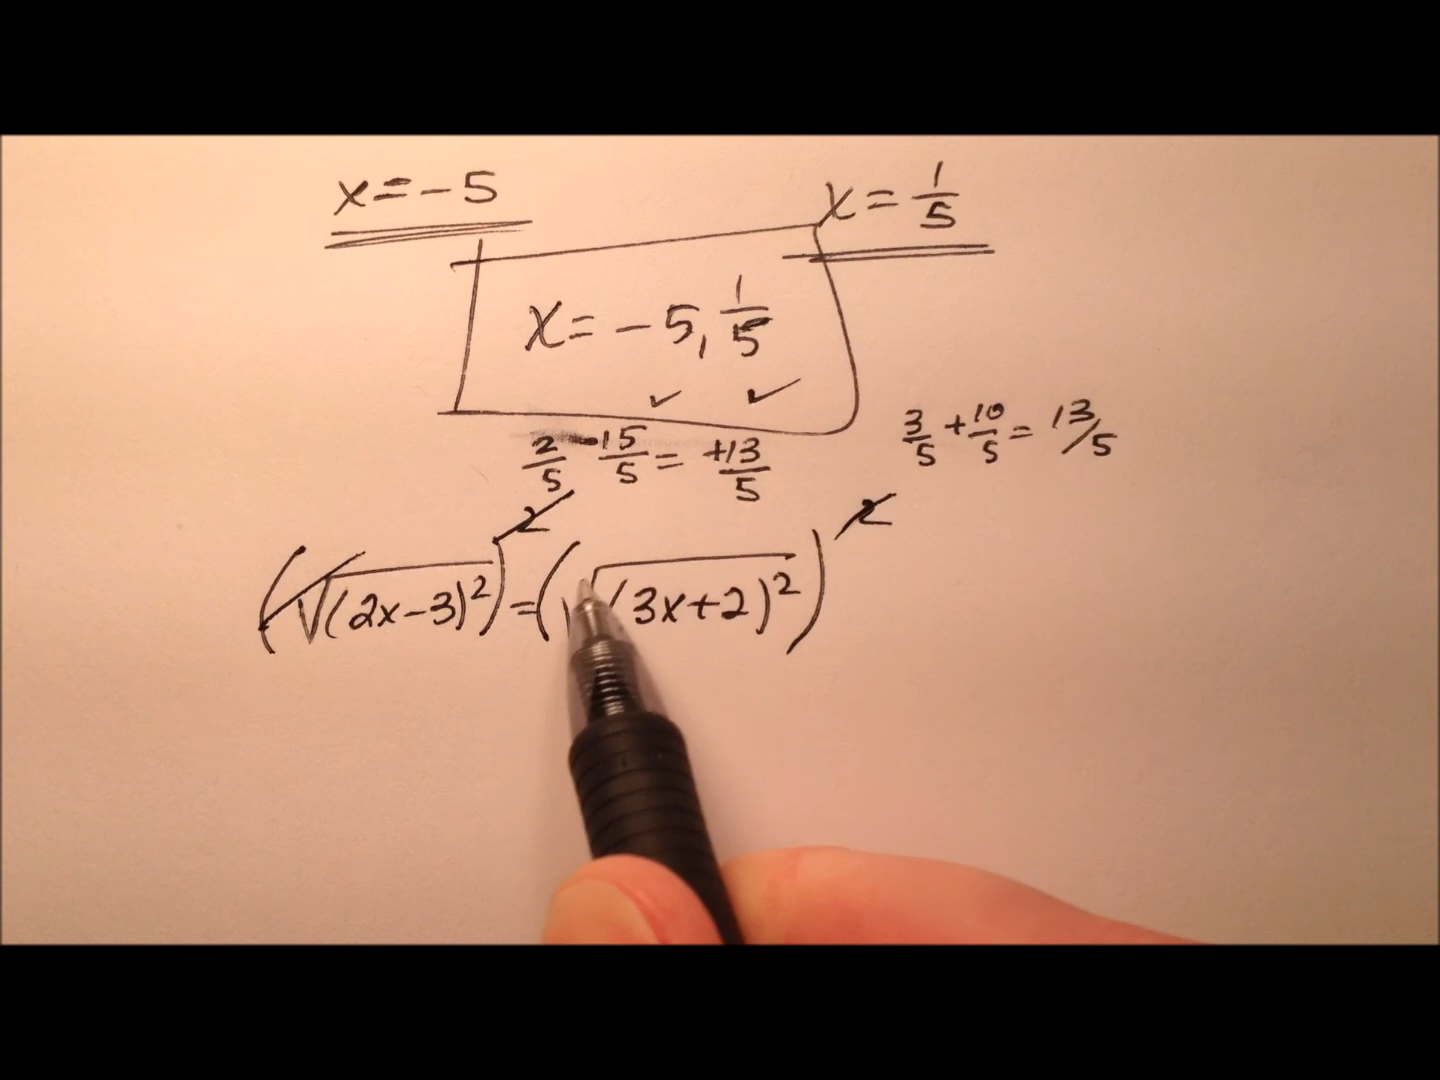 x = -5 x = 1/5
x = -5, 1/5
✓ ✓
2/5 - 15/5 = +13/5 3/5 + 10/5 = 13/5
(√(2x-3)²)² = (√(3x+2)²)²